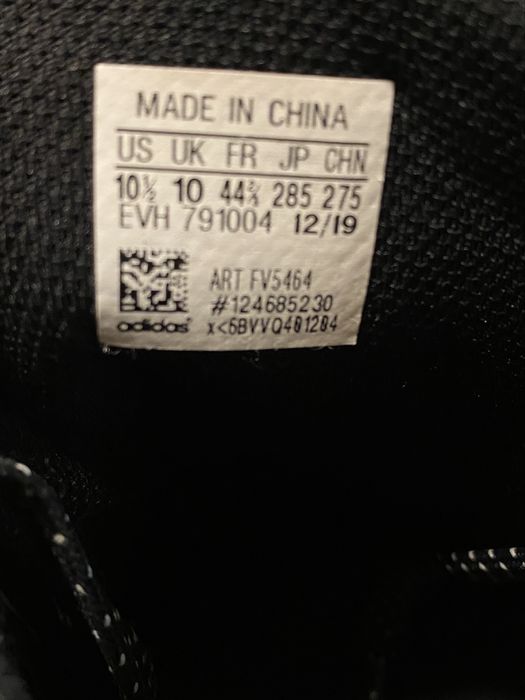 MADE IN CHINA
US UK FR JP CHN
10½ 10 44⅔ 285 275
EVH 791004 12/19
ART FV5464
#124685230
adidas x<6BVVQ401204